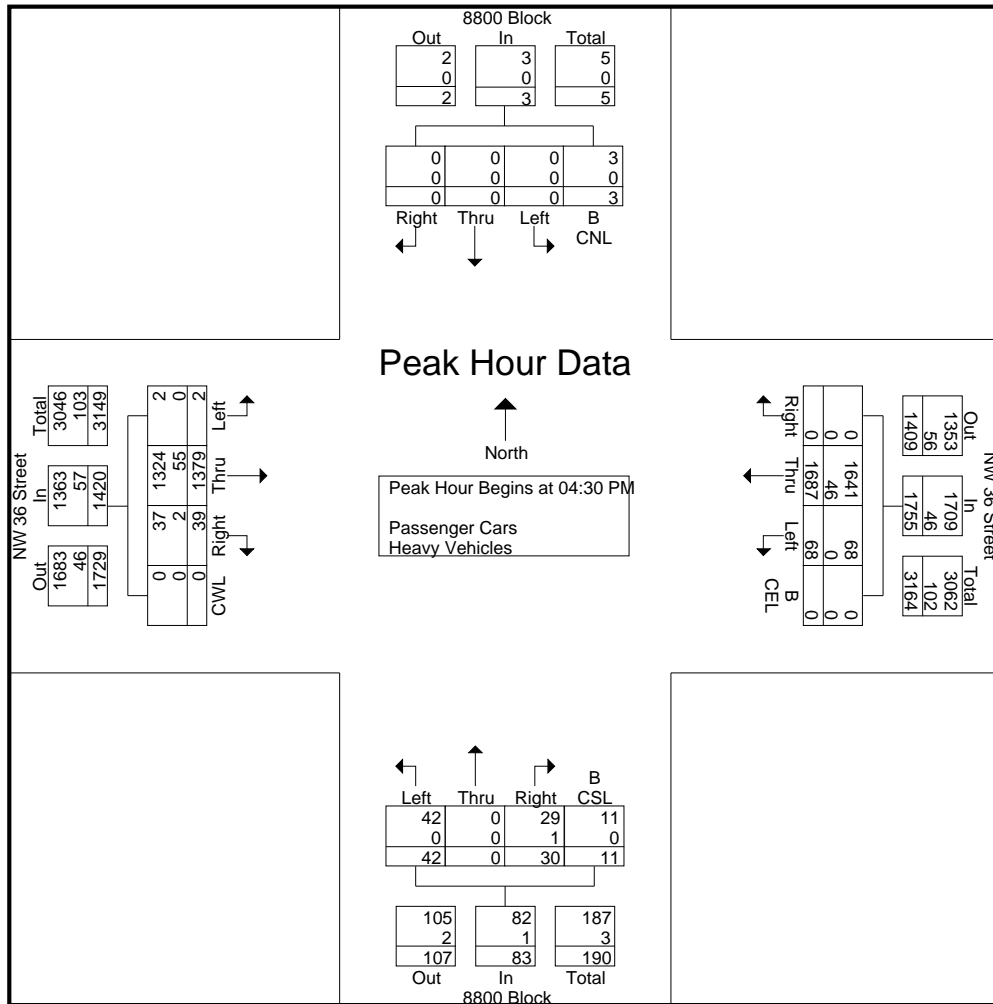 8800 Block
Out In Total
2 3 5
0 0 0
2 3 5
0 0 0 3
0 0 0 0
0 0 0 3
Right Thru Left B
CNL
Peak Hour Data
North
Peak Hour Begins at 04:30 PM
Passenger Cars
Heavy Vehicles
NW 36 Street
Total In Out
3046 1363 1683
103 57 46
3149 1420 1729
2 1324 37 0
0 55 2 0
2 1379 39 0
Left Thru Right CWL
NW 36 Street
Out In Total
1353 1709 3062
56 46 102
1409 1755 3164
0 1641 68 0
0 46 0 0
0 1687 68 0
Right Thru Left B
CEL
B
Left Thru Right CSL
42 0 29 11
0 0 1 0
42 0 30 11
105 82 187
2 1 3
107 83 190
Out In Total
8800 Block